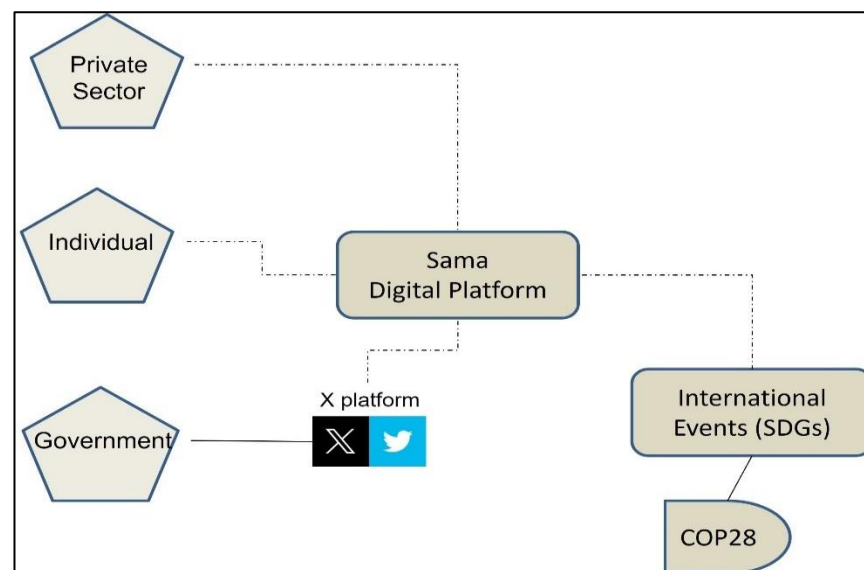 Private
Sector
Individual
Sama
Digital Platform
X platform
Government
International
Events (SDGs)
COP28